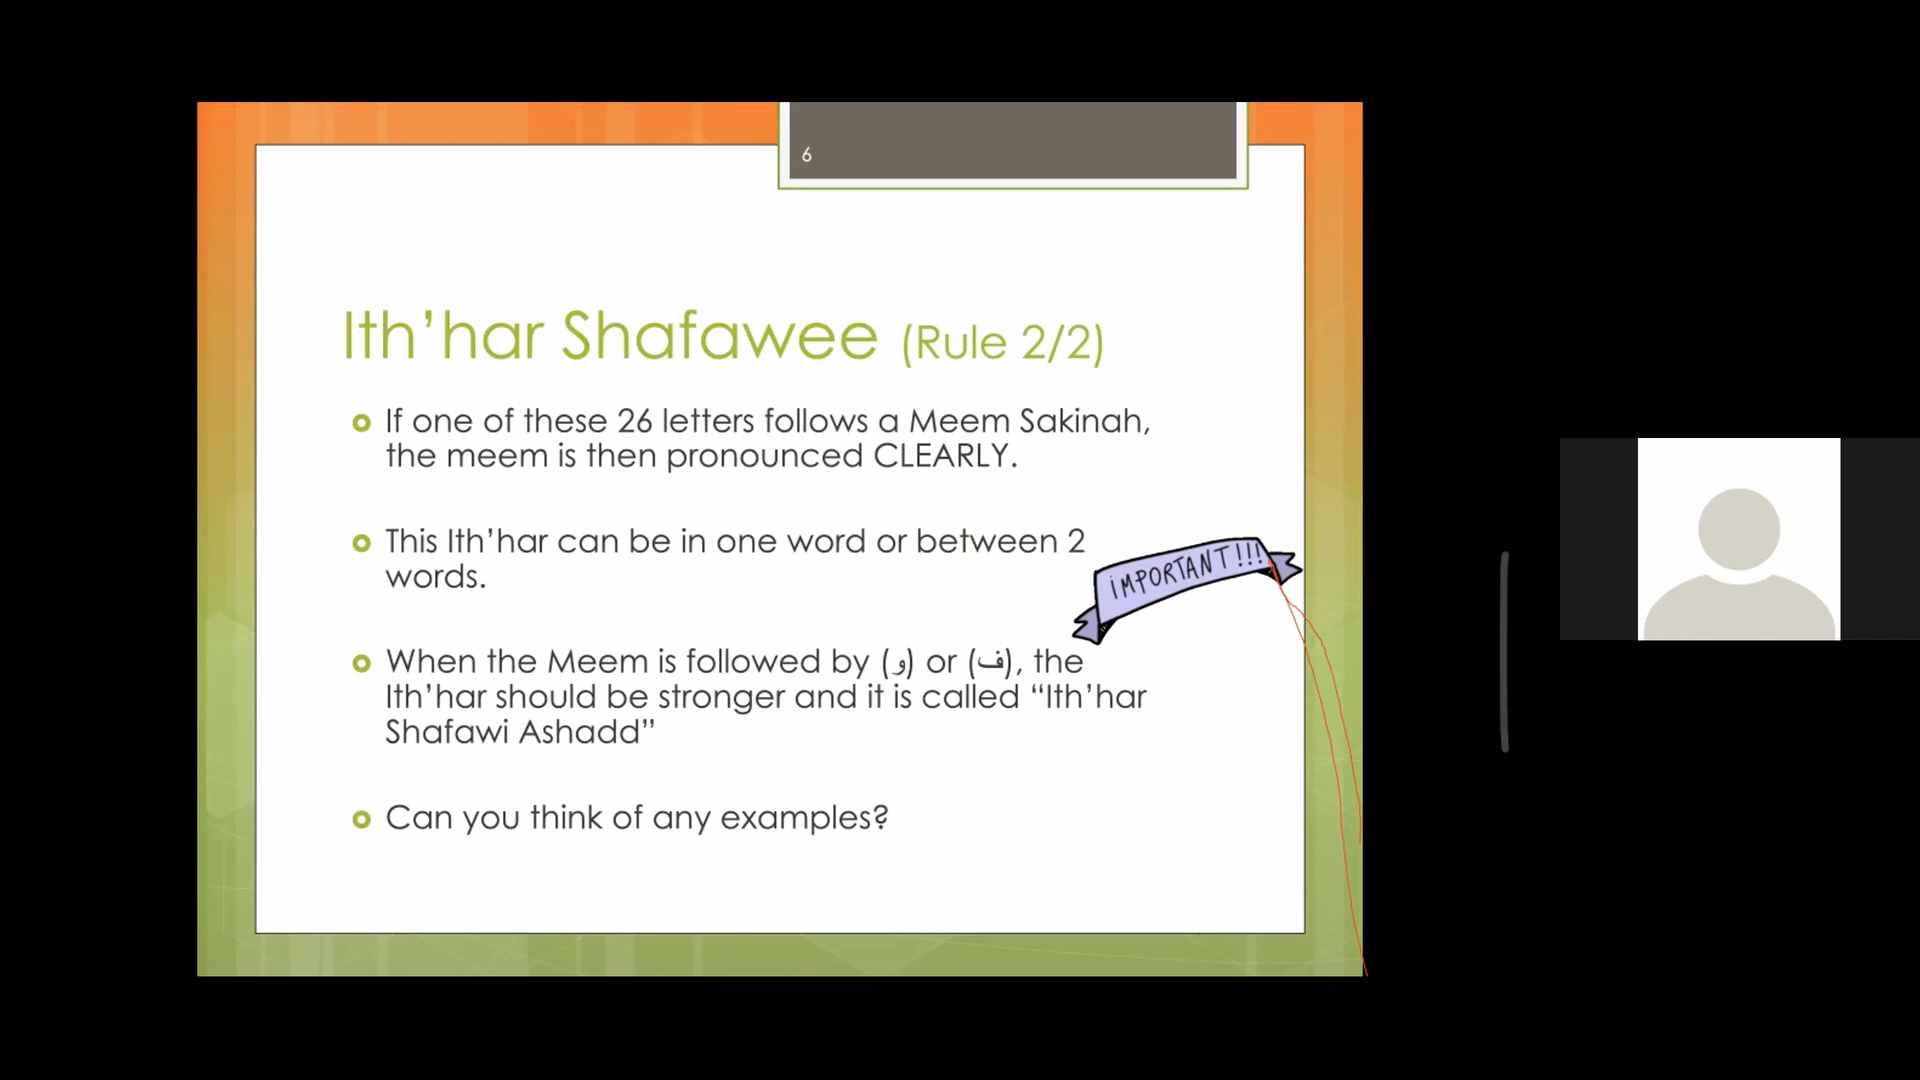 6
Ith’har Shafawee (Rule 2/2)
If one of these 26 letters follows a Meem Sakinah,
the meem is then pronounced CLEARLY.
This Ith’har can be in one word or between 2
words.
IMPORTANT!!!
When the Meem is followed by (و) or (ف), the
Ith’har should be stronger and it is called “Ith’har
Shafawi Ashadd”
Can you think of any examples?